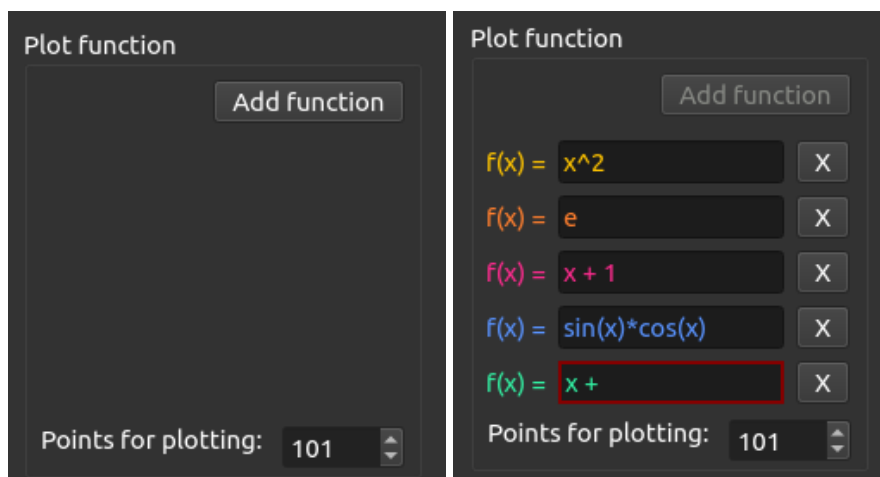 Plot function
Add function
Points for plotting: 101
Plot function
Add function
f(x) = x^2 X
f(x) = e X
f(x) = x + 1 X
f(x) = sin(x)*cos(x) X
f(x) = x + X
Points for plotting: 101